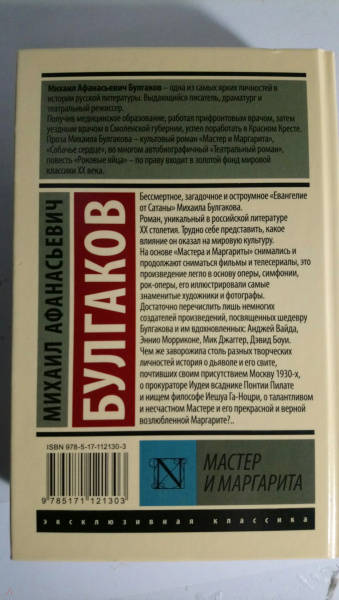 Михаил Афанасьевич Булгаков – одна из самых ярких личностей в
истории русской литературы. Выдающийся писатель, драматург и
театральный режиссер.
Получив медицинское образование, работал прифронтовым врачом, затем
уездным врачом в Смоленской губернии, успел поработать в Красном Кресте.
Проза Михаила Булгакова – культовый роман «Мастер и Маргарита»,
«Собачье сердце», во многом автобиографичный «Театральный роман»,
повесть «Роковые яйца» – по праву входит в золотой фонд мировой
классики XX века.
МИХАИЛ АФАНАСЬЕВИЧ
БУЛГАКОВ
Бессмертное, загадочное и остроумное «Евангелие
от Сатаны» Михаила Булгакова.
Роман, уникальный в российской литературе
XX столетия. Трудно себе представить, какое
влияние он оказал на мировую культуру.
На основе «Мастера и Маргариты» снимались и
продолжают сниматься фильмы и телесериалы, это
произведение легло в основу оперы, симфонии,
рок-оперы, его иллюстрировали самые
знаменитые художники и фотографы.
Достаточно перечислить лишь немногих
создателей произведений, посвященных шедевру
Булгакова и им вдохновленных: Анджей Вайда,
Эннио Морриконе, Мик Джаггер, Дэвид Боуи.
Чем же заворожила столь разных творческих
личностей история о дьяволе и его свите,
почтивших своим присутствием Москву 1930-х,
о прокураторе Иудеи всаднике Понтии Пилате
и нищем философе Иешуа Га-Ноцри, о талантливом
и несчастном Мастере и его прекрасной и верной
возлюбленной Маргарите?..
ISBN 978-5-17-112130-3
9 785171 121303
N
МАСТЕР
И МАРГАРИТА
эксклюзивная классика